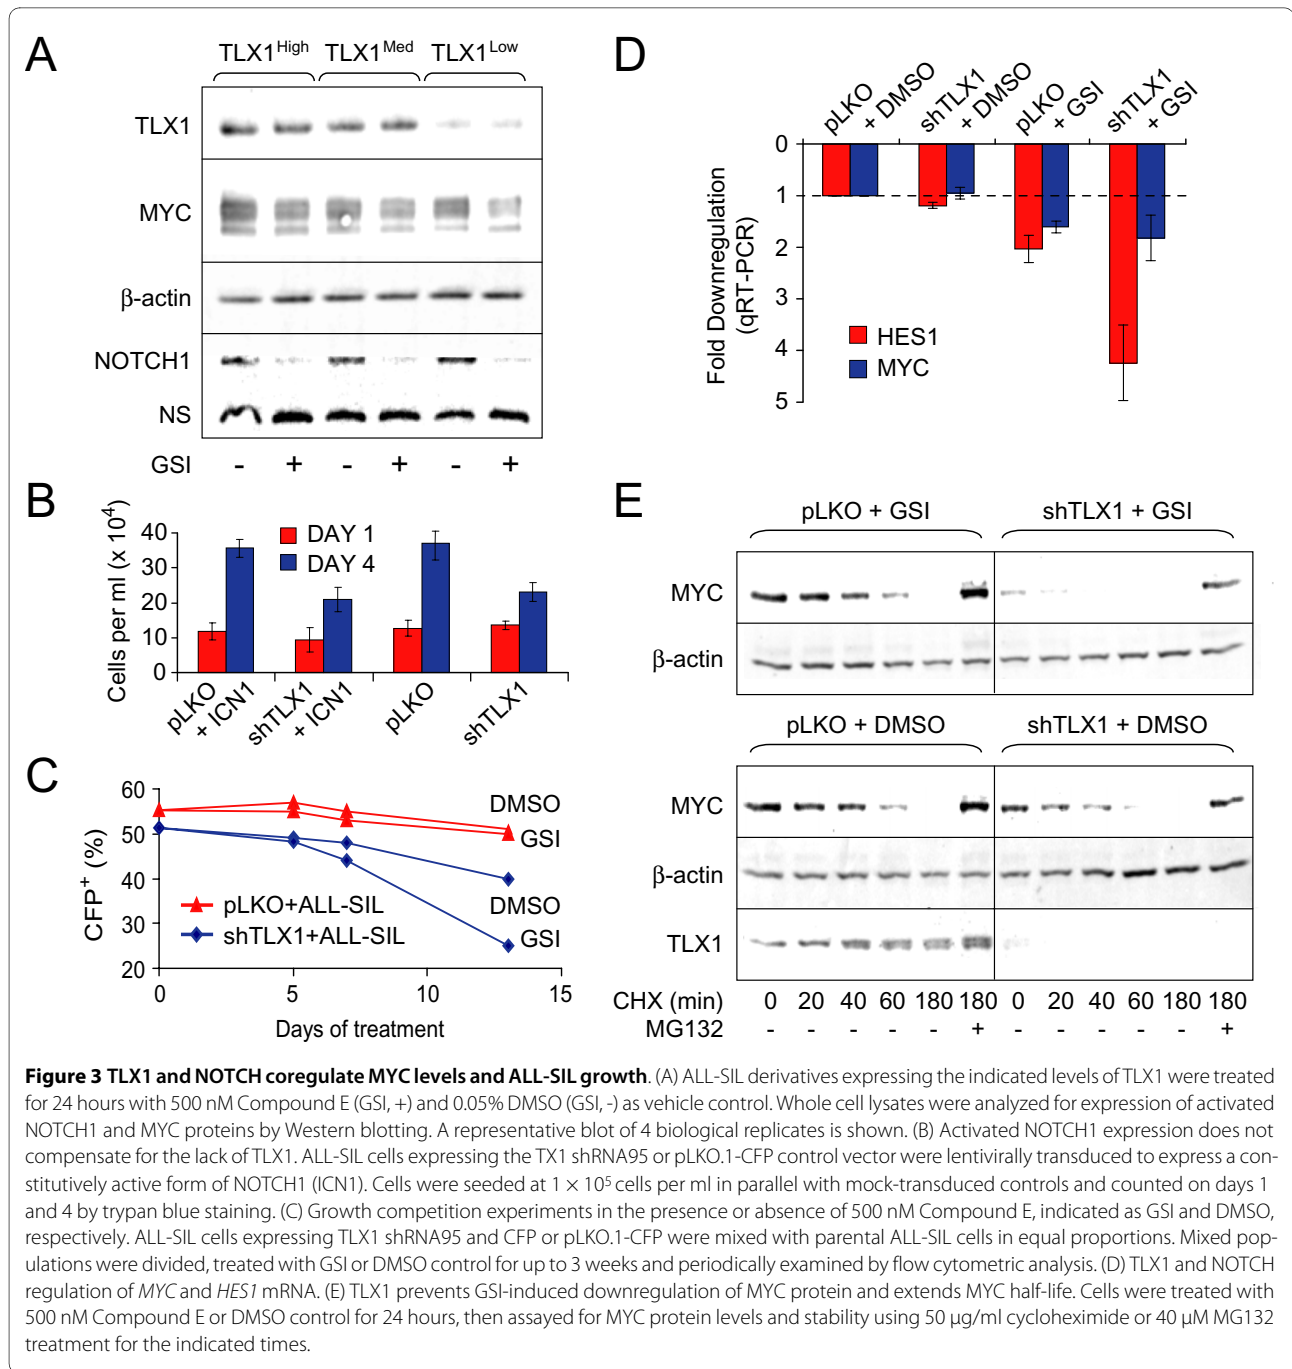 A
TLX1High TLX1Med TLX1Low
TLX1
MYC
β-actin
NOTCH1
NS
GSI - + - + - +
B
Cells per ml (x 10⁴)
40
30
20
10
0
DAY 1
DAY 4
pLKO + ICN1
shTLX1 + ICN1
pLKO
shTLX1
C
CFP⁺ (%)
60
50
40
30
20
DMSO
GSI
DMSO
GSI
pLKO+ALL-SIL
shTLX1+ALL-SIL
0 5 10 15
Days of treatment
D
pLKO + DMSO
shTLX1 + DMSO
pLKO + GSI
shTLX1 + GSI
Fold Downregulation
(qRT-PCR)
0
1
2
3
4
5
HES1
MYC
E
pLKO + GSI shTLX1 + GSI
MYC
β-actin
pLKO + DMSO shTLX1 + DMSO
MYC
β-actin
TLX1
CHX (min) 0 20 40 60 180 180 0 20 40 60 180 180
MG132 - - - - - + - - - - - +
Figure 3 TLX1 and NOTCH coregulate MYC levels and ALL-SIL growth. (A) ALL-SIL derivatives expressing the indicated levels of TLX1 were treated
for 24 hours with 500 nM Compound E (GSI, +) and 0.05% DMSO (GSI, -) as vehicle control. Whole cell lysates were analyzed for expression of activated
NOTCH1 and MYC proteins by Western blotting. A representative blot of 4 biological replicates is shown. (B) Activated NOTCH1 expression does not
compensate for the lack of TLX1. ALL-SIL cells expressing the TX1 shRNA95 or pLKO.1-CFP control vector were lentivirally transduced to express a con-
stitutively active form of NOTCH1 (ICN1). Cells were seeded at 1 × 10⁵ cells per ml in parallel with mock-transduced controls and counted on days 1
and 4 by trypan blue staining. (C) Growth competition experiments in the presence or absence of 500 nM Compound E, indicated as GSI and DMSO,
respectively. ALL-SIL cells expressing TLX1 shRNA95 and CFP or pLKO.1-CFP were mixed with parental ALL-SIL cells in equal proportions. Mixed pop-
ulations were divided, treated with GSI or DMSO control for up to 3 weeks and periodically examined by flow cytometric analysis. (D) TLX1 and NOTCH
regulation of MYC and HES1 mRNA. (E) TLX1 prevents GSI-induced downregulation of MYC protein and extends MYC half-life. Cells were treated with
500 nM Compound E or DMSO control for 24 hours, then assayed for MYC protein levels and stability using 50 μg/ml cycloheximide or 40 μM MG132
treatment for the indicated times.